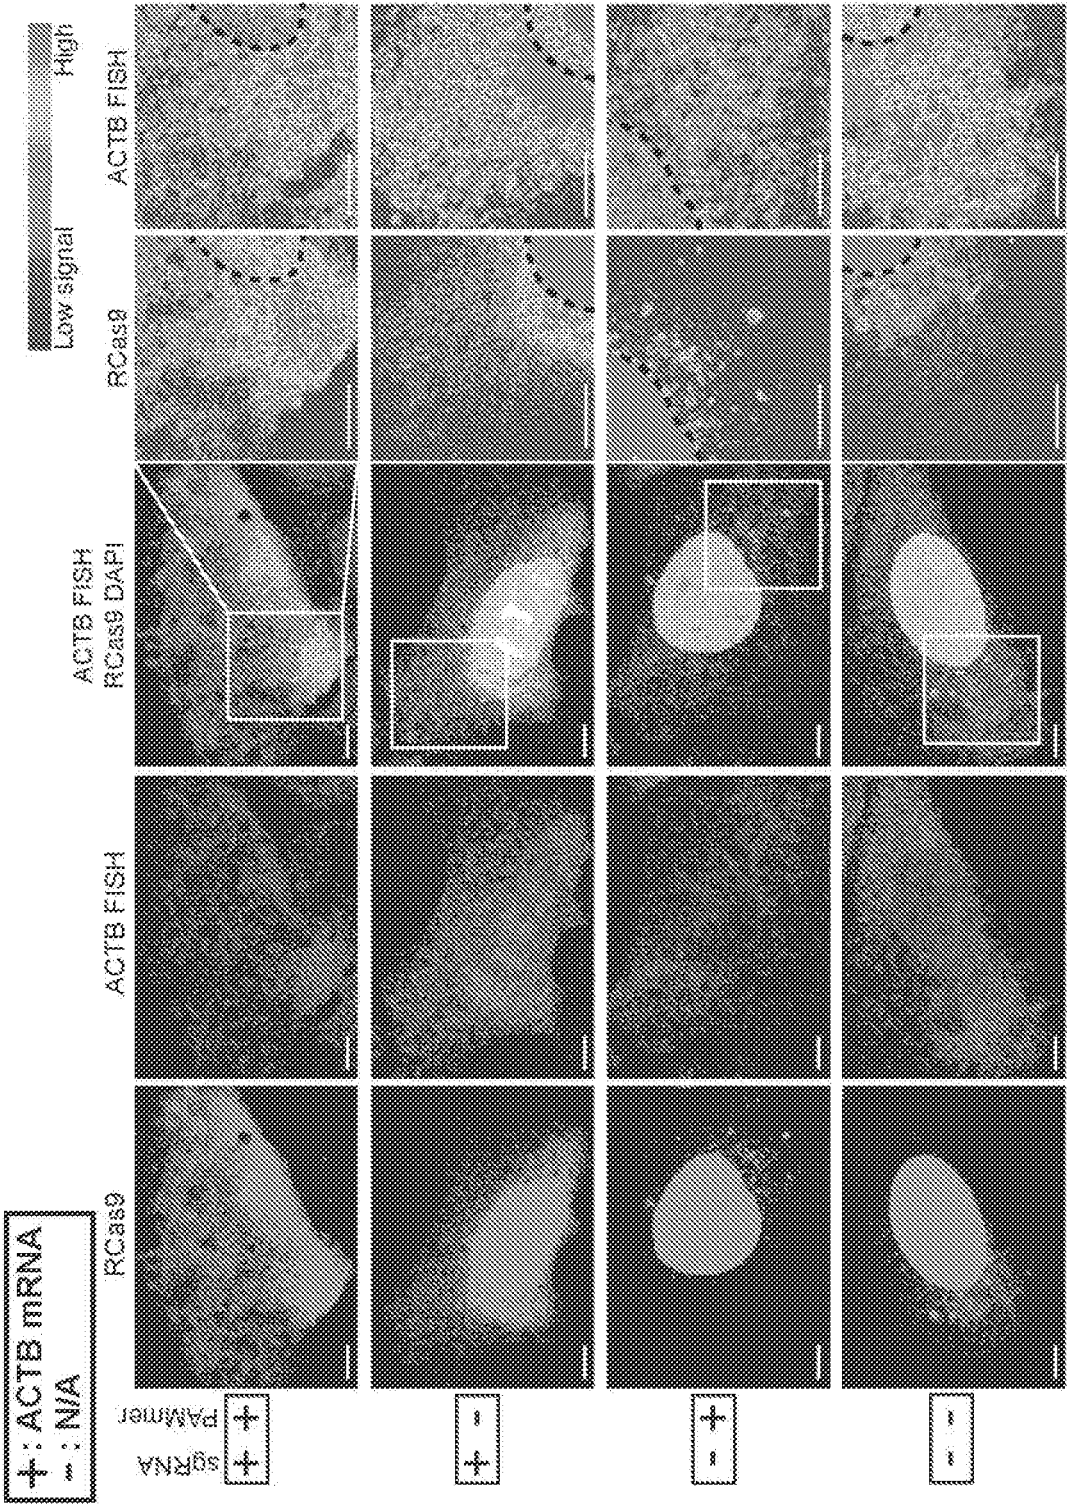 +: ACTB mRNA
-: N/A
sgRNA
PAMmer
RCas9
ACTB FISH
ACTB FISH
RCas9 DAPI
RCas9
ACTB FISH
Low signal
High
+ +
+ -
- +
- -